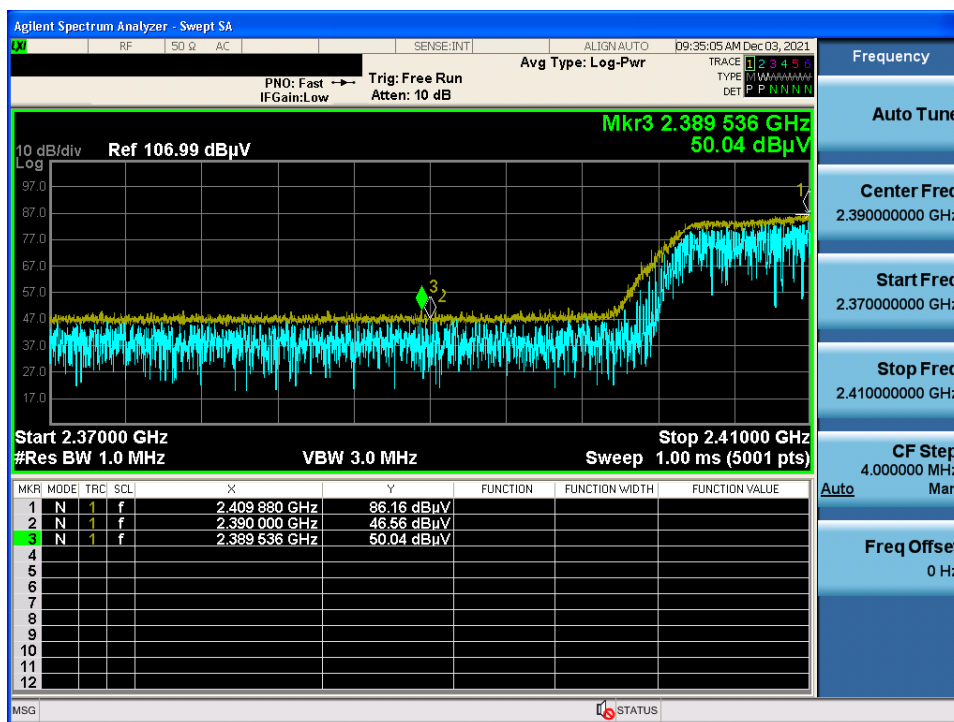 Agilent Spectrum Analyzer - Swept SA
LXI RF 50 Ω AC SENSE:INT ALIGN AUTO 09:35:05 AM Dec 03, 2021
Frequency
PNO: Fast
IFGain:Low
Trig: Free Run
Atten: 10 dB
Avg Type: Log-Pwr
TRACE 1 2 3 4 5 6
TYPE M W W W W W
DET P P N N N N
Auto Tune
Mkr3 2.389 536 GHz
50.04 dBµV
10 dB/div
Log
Ref 106.99 dBµV
97.0
87.0
77.0
67.0
57.0
47.0
37.0
27.0
17.0
1
3
2
Start 2.37000 GHz
#Res BW 1.0 MHz
VBW 3.0 MHz
Stop 2.41000 GHz
Sweep 1.00 ms (5001 pts)
Center Freq
2.390000000 GHz
Start Freq
2.370000000 GHz
Stop Freq
2.410000000 GHz
CF Step
4.000000 MHz
Auto Man
Freq Offset
0 Hz
MKR MODE TRC SCL X Y FUNCTION FUNCTION WIDTH FUNCTION VALUE
1 N 1 f 2.409 880 GHz 86.16 dBµV
2 N 1 f 2.390 000 GHz 46.56 dBµV
3 N 1 f 2.389 536 GHz 50.04 dBµV
4
5
6
7
8
9
10
11
12
MSG STATUS